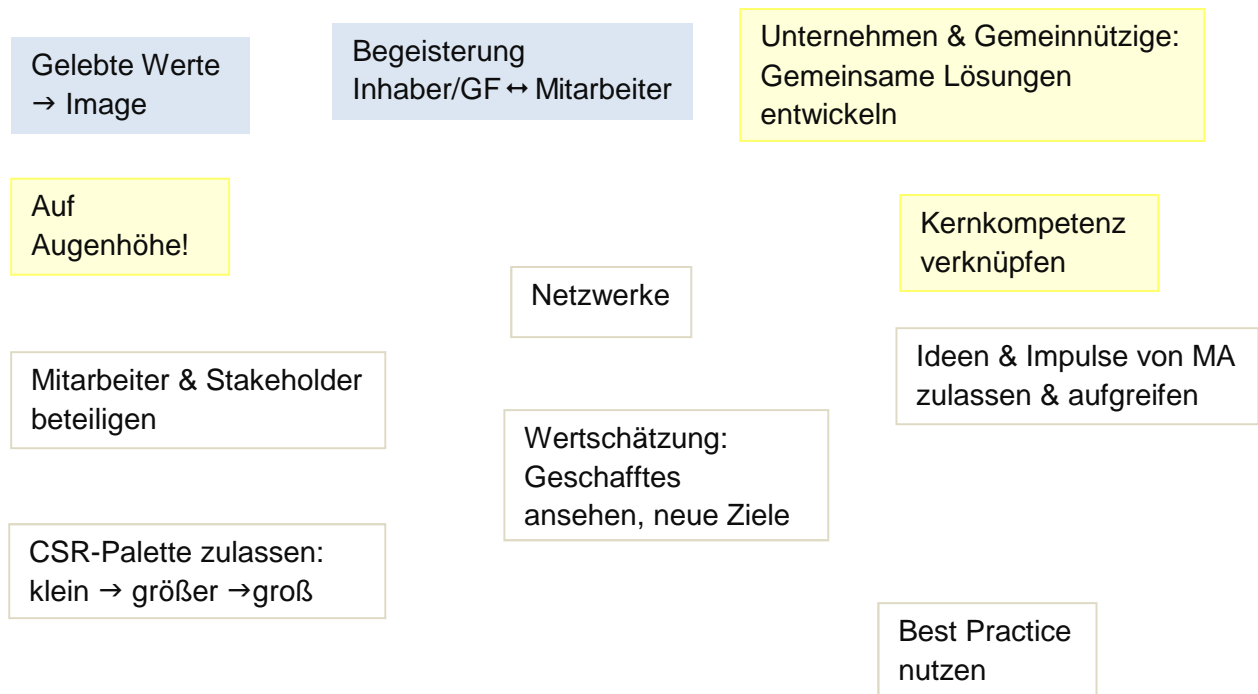 Gelebte Werte
→ Image
Begeisterung
Inhaber/GF ↔ Mitarbeiter
Unternehmen & Gemeinnützige:
Gemeinsame Lösungen
entwickeln
Auf
Augenhöhe!
Kernkompetenz
verknüpfen
Netzwerke
Ideen & Impulse von MA
zulassen & aufgreifen
Mitarbeiter & Stakeholder
beteiligen
Wertschätzung:
Geschafftes
ansehen, neue Ziele
CSR-Palette zulassen:
klein → größer →groß
Best Practice
nutzen